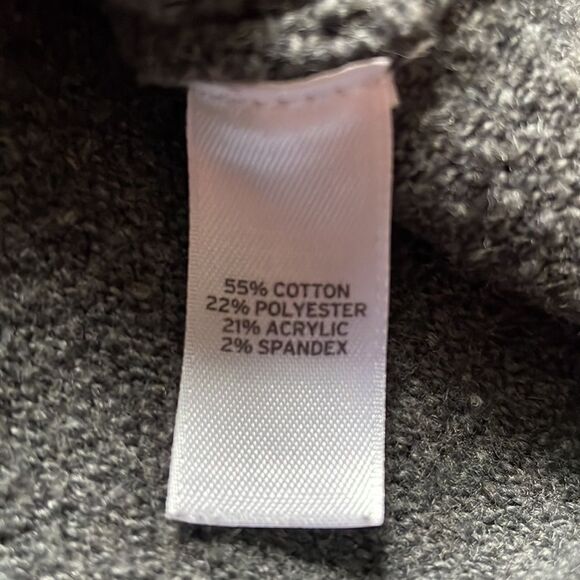 55% COTTON
22% POLYESTER
21% ACRYLIC
2% SPANDEX